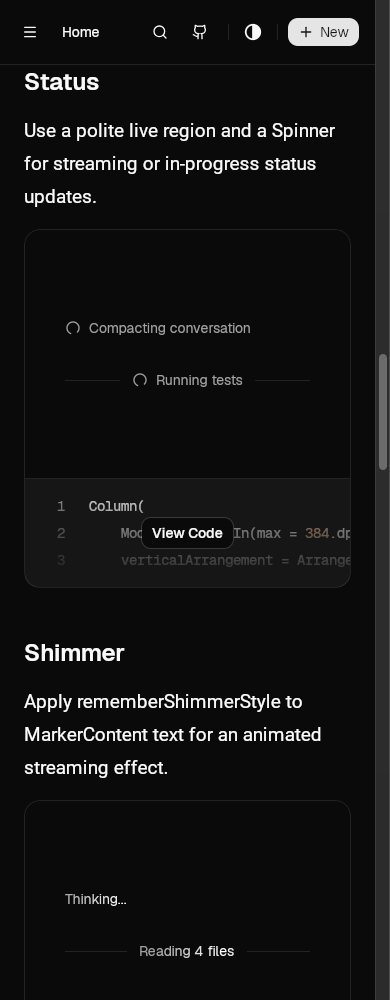 Home
New
Status
Use a polite live region and a Spinner
for streaming or in-progress status
updates.
Compacting conversation
Running tests
1 Column(
2 In(max = 384.dp
View Code
3 verticalArrangement = Arrange
Shimmer
Apply rememberShimmerStyle to
MarkerContent text for an animated
streaming effect.
Thinking...
Reading 4 files